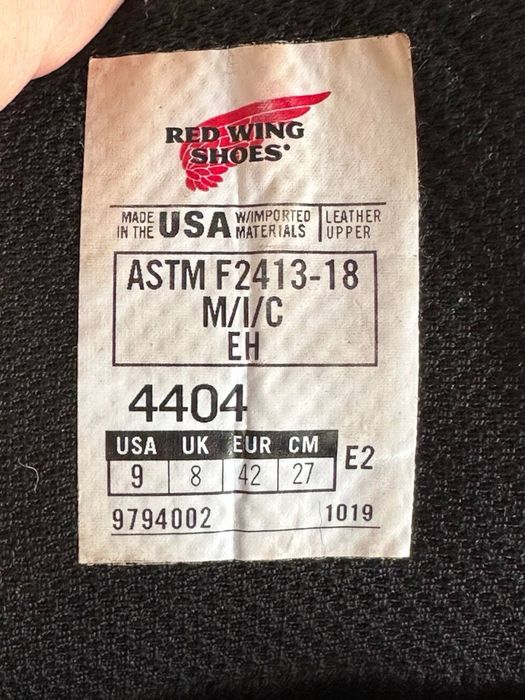 RED WING
SHOES®
MADE IN THE USA W/IMPORTED MATERIALS LEATHER UPPER
ASTM F2413-18
M/I/C
EH
4404
USA UK EUR CM
9 8 42 27 E2
9794002 1019